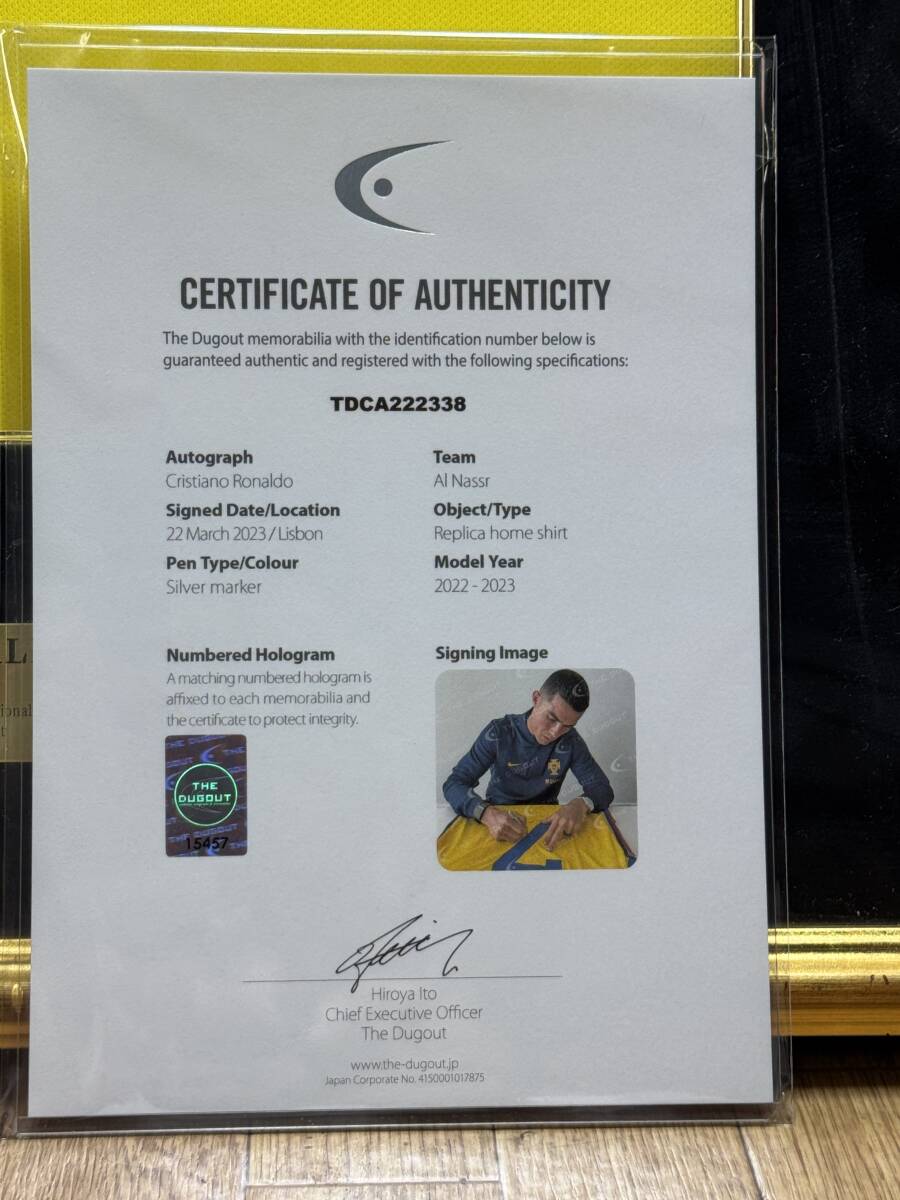 CERTIFICATE OF AUTHENTICITY
The Dugout memorabilia with the identification number below is
guaranteed authentic and registered with the following specifications:
TDCA222338
Autograph
Cristiano Ronaldo
Team
Al Nassr
Signed Date/Location
22 March 2023 / Lisbon
Object/Type
Replica home shirt
Pen Type/Colour
Silver marker
Model Year
2022 - 2023
Numbered Hologram
A matching numbered hologram is
affixed to each memorabilia and
the certificate to protect integrity.
THE
DUGOUT
15457
Signing Image
7
Hiroya Ito
Chief Executive Officer
The Dugout
www.the-dugout.jp
Japan Corporate No. 4150001017875